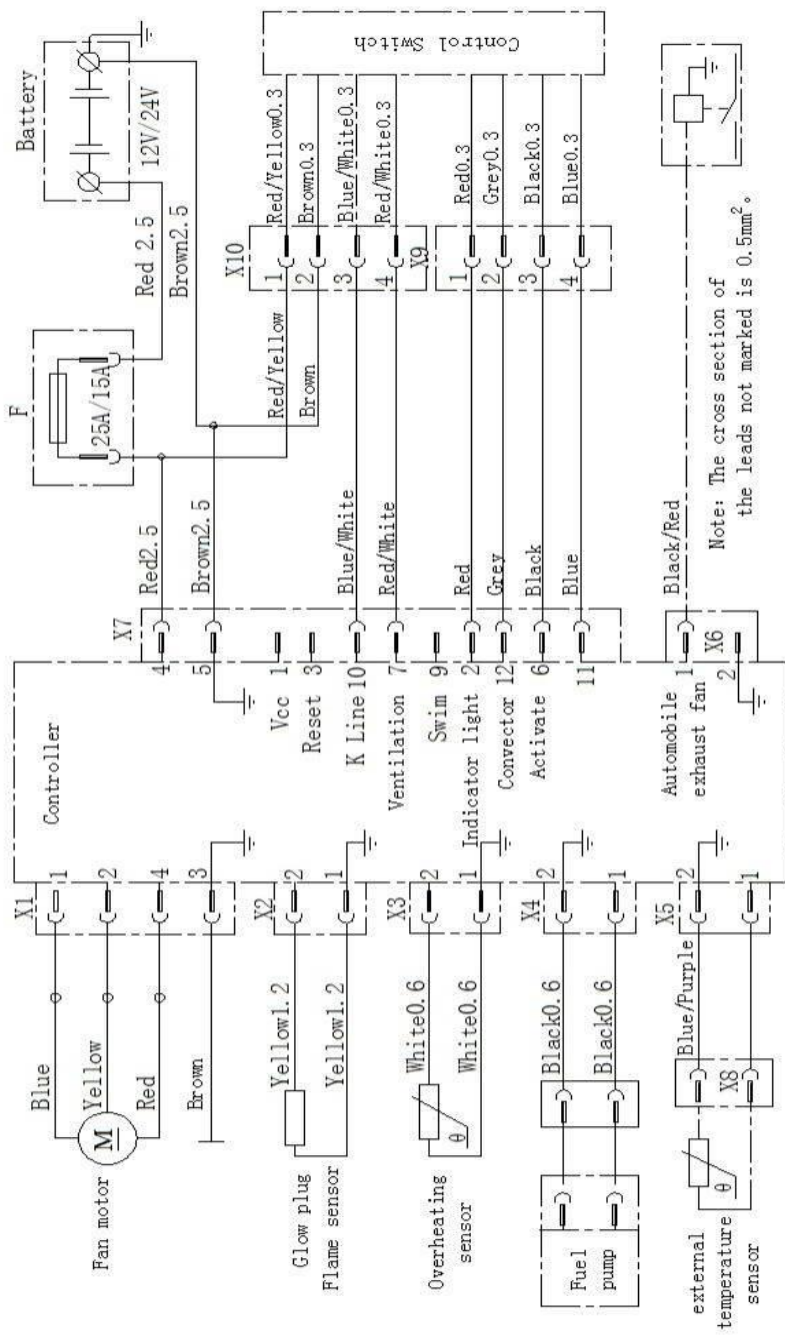 Fan motor
M
Blue
Yellow
Red
Brown
X1
1
2
4
3
Glow plug
Flame sensor
Yellow1.2
Yellow1.2
X2
2
1
Overheating
sensor
θ
White0.6
White0.6
X3
2
1
Fuel
pump
Black0.6
Black0.6
X4
2
1
external
temperature
sensor
θ
X8
Blue/Purple
X5
2
1
Controller
X7
4
5
Vcc 1
Reset 3
K Line 10
Ventilation 7
Swim 9
Indicator light 2
Convector 12
Activate 6
11
Automobile
exhaust fan
1
2
X6
Red2.5
Brown2.5
Blue/White
Red/White
Red
Grey
Black
Blue
Black/Red
F
25A/15A
Red 2.5
Brown2.5
Battery
12V/24V
Red/Yellow
Brown
X10
1
2
3
4
X9
1
2
3
4
Red/Yellow0.3
Brown0.3
Blue/White0.3
Red/White0.3
Red0.3
Grey0.3
Black0.3
Blue0.3
Control Switch
Note: The cross section of
the leads not marked is 0.5mm²。